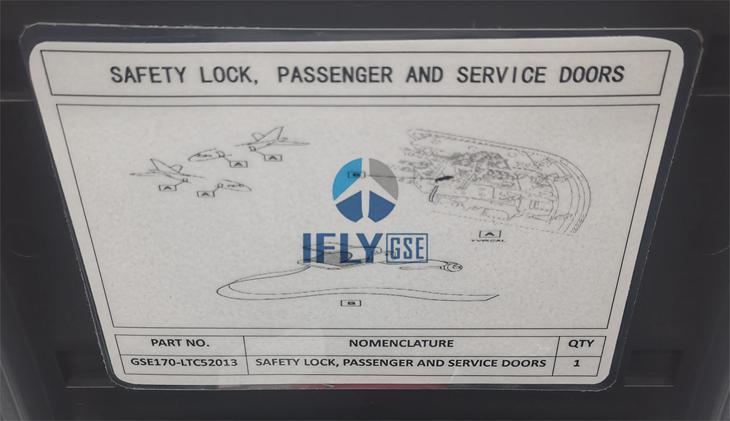 SAFETY LOCK, PASSENGER AND SERVICE DOORS
A
A
A
A
B
A
TYPICAL
IFLY GSE
B
PART NO. NOMENCLATURE QTY
GSE170-LTC52013 SAFETY LOCK, PASSENGER AND SERVICE DOORS 1